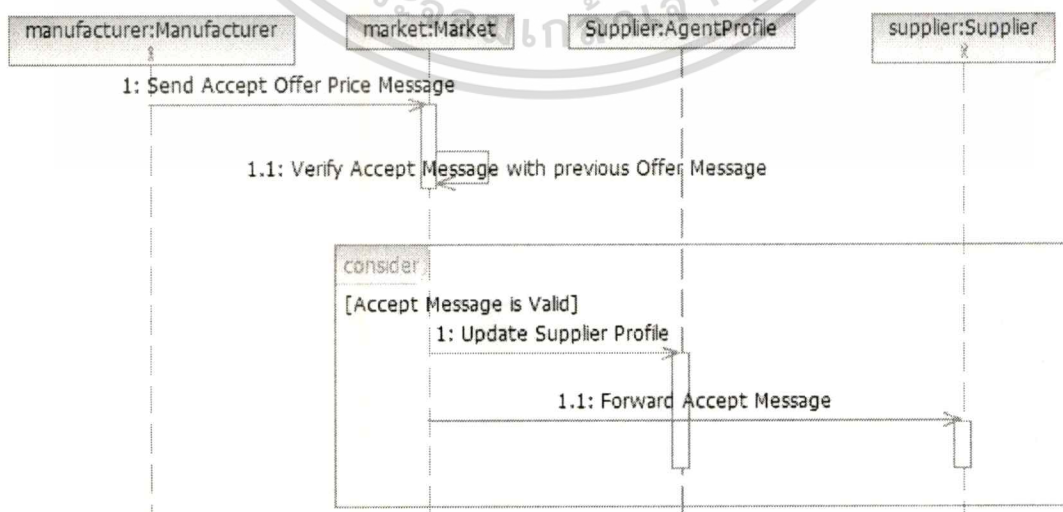 manufacturer:Manufacturer market:Market Supplier:AgentProfile supplier:Supplier
1: Send Accept Offer Price Message
1.1: Verify Accept Message with previous Offer Message
consider
[Accept Message is Valid]
1: Update Supplier Profile
1.1: Forward Accept Message